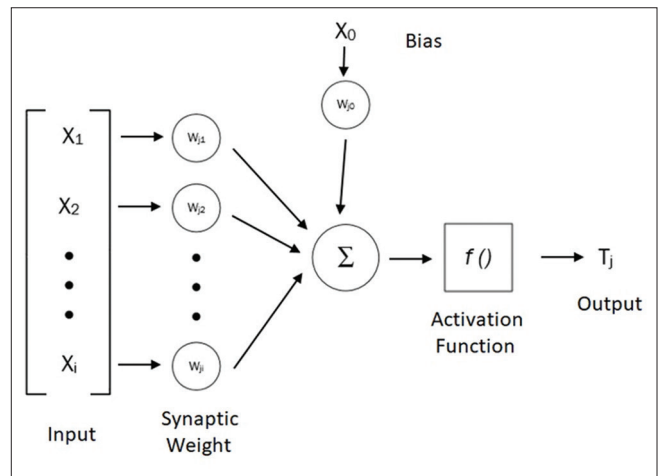 X₀
Bias
Wⱼ₀
X₁
Wⱼ₁
X₂
Wⱼ₂
Σ
f ()
Tⱼ
Output
Activation
Function
Xᵢ
Wⱼᵢ
Synaptic
Weight
Input